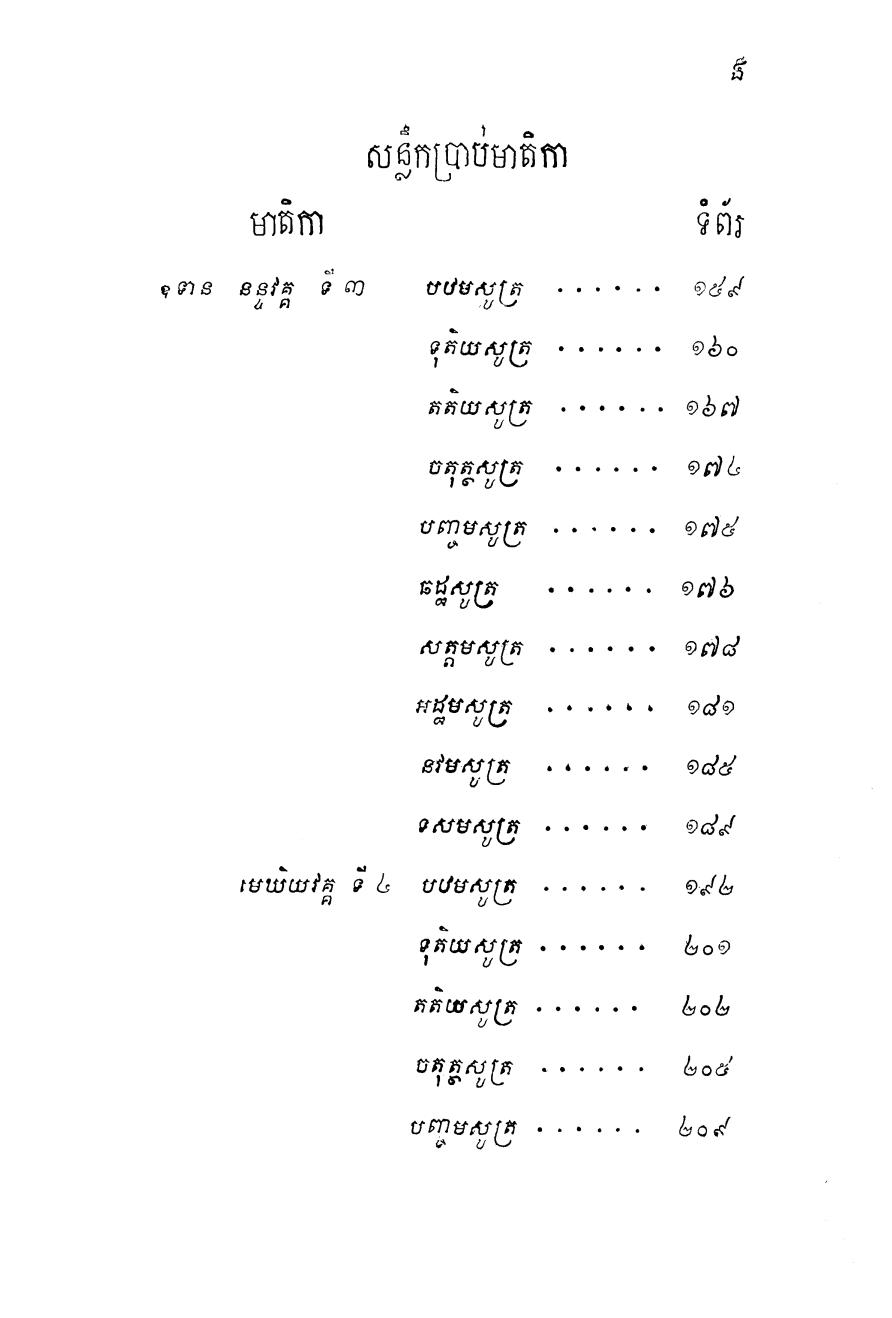 ង៏
សន្លឹកប្រាប់មាតិកា
មាតិកា ទំព័រ
ឧទាន នន្ទវគ្គ ទី ៣ បឋមសូត្រ . . . . . . ១៥៩
ទុតិយសូត្រ . . . . . . ១៦០
តតិយសូត្រ . . . . . . ១៦៧
ចតុត្ថសូត្រ . . . . . . ១៧៤
បញ្ចមសូត្រ . . . . . . ១៧៥
ឆដ្ឋសូត្រ . . . . . . ១៧៦
សត្តមសូត្រ . . . . . . ១៧៨
អដ្ឋមសូត្រ . . . . . . ១៨១
នវមសូត្រ . . . . . . ១៨៥
ទសមសូត្រ . . . . . . ១៨៩
មេឃិយវគ្គ ទី ៤ បឋមសូត្រ . . . . . . ១៩២
ទុតិយសូត្រ . . . . . . ២០១
តតិយសូត្រ . . . . . . ២០២
ចតុត្ថសូត្រ . . . . . . ២០៥
បញ្ចមសូត្រ . . . . . . ២០៩